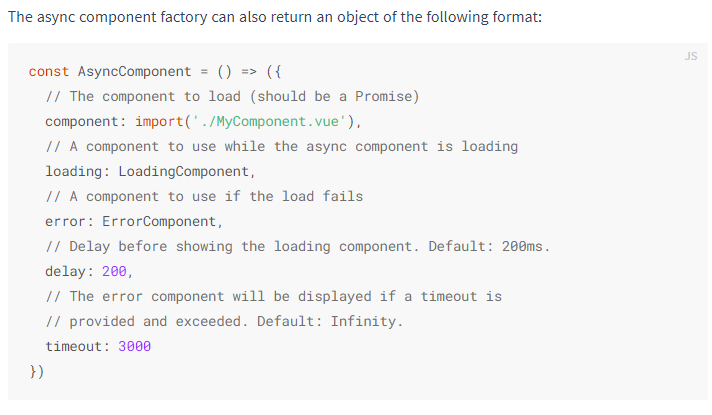 The async component factory can also return an object of the following format:
JS
const AsyncComponent = () => ({
// The component to load (should be a Promise)
component: import('./MyComponent.vue'),
// A component to use while the async component is loading
loading: LoadingComponent,
// A component to use if the load fails
error: ErrorComponent,
// Delay before showing the loading component. Default: 200ms.
delay: 200,
// The error component will be displayed if a timeout is
// provided and exceeded. Default: Infinity.
timeout: 3000
})